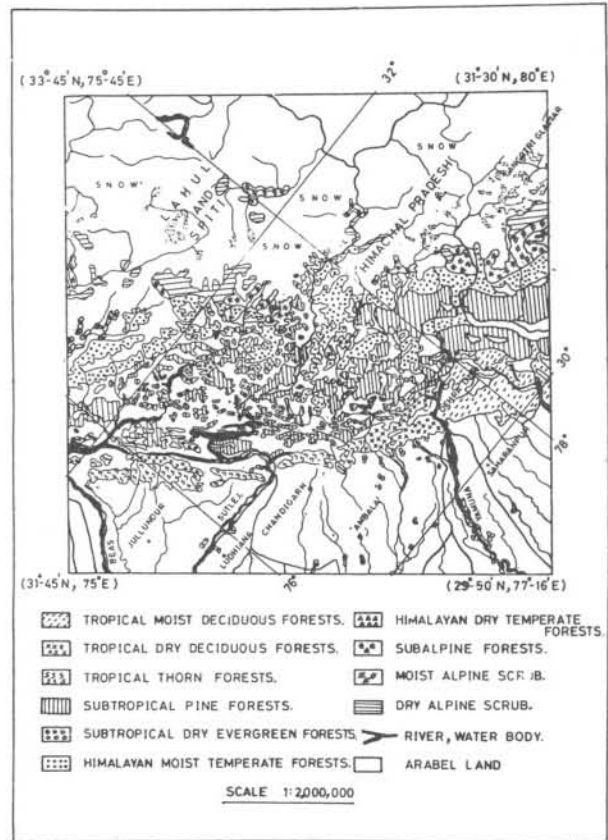 (33°-45'N, 75°-45'E)
32°
(31°-30'N, 80°E)
GANGOTRI GLACIAR
SNOW
SNOW
SNOW
SNOW
LAHUL
AND
SPITI
HIMACHAL PRADESH
30°
78°
BEAS
JULLUNDUR
SUTLEJ
LUDHIANA
CHANDIGARH
AMBALA
YAMUNA
SAHARANPUR
(31°-45'N, 75°E)
76°
(29°-50'N, 77°-16'E)
TROPICAL MOIST DECIDUOUS FORESTS.
TROPICAL DRY DECIDUOUS FORESTS.
TROPICAL THORN FORESTS.
SUBTROPICAL PINE FORESTS.
SUBTROPICAL DRY EVERGREEN FORESTS.
HIMALAYAN MOIST TEMPERATE FORESTS.
HIMALAYAN DRY TEMPERATE
FORESTS.
SUBALPINE FORESTS.
MOIST ALPINE SCRUB.
DRY ALPINE SCRUB.
RIVER, WATER BODY.
ARABEL LAND
SCALE 1:2,000,000